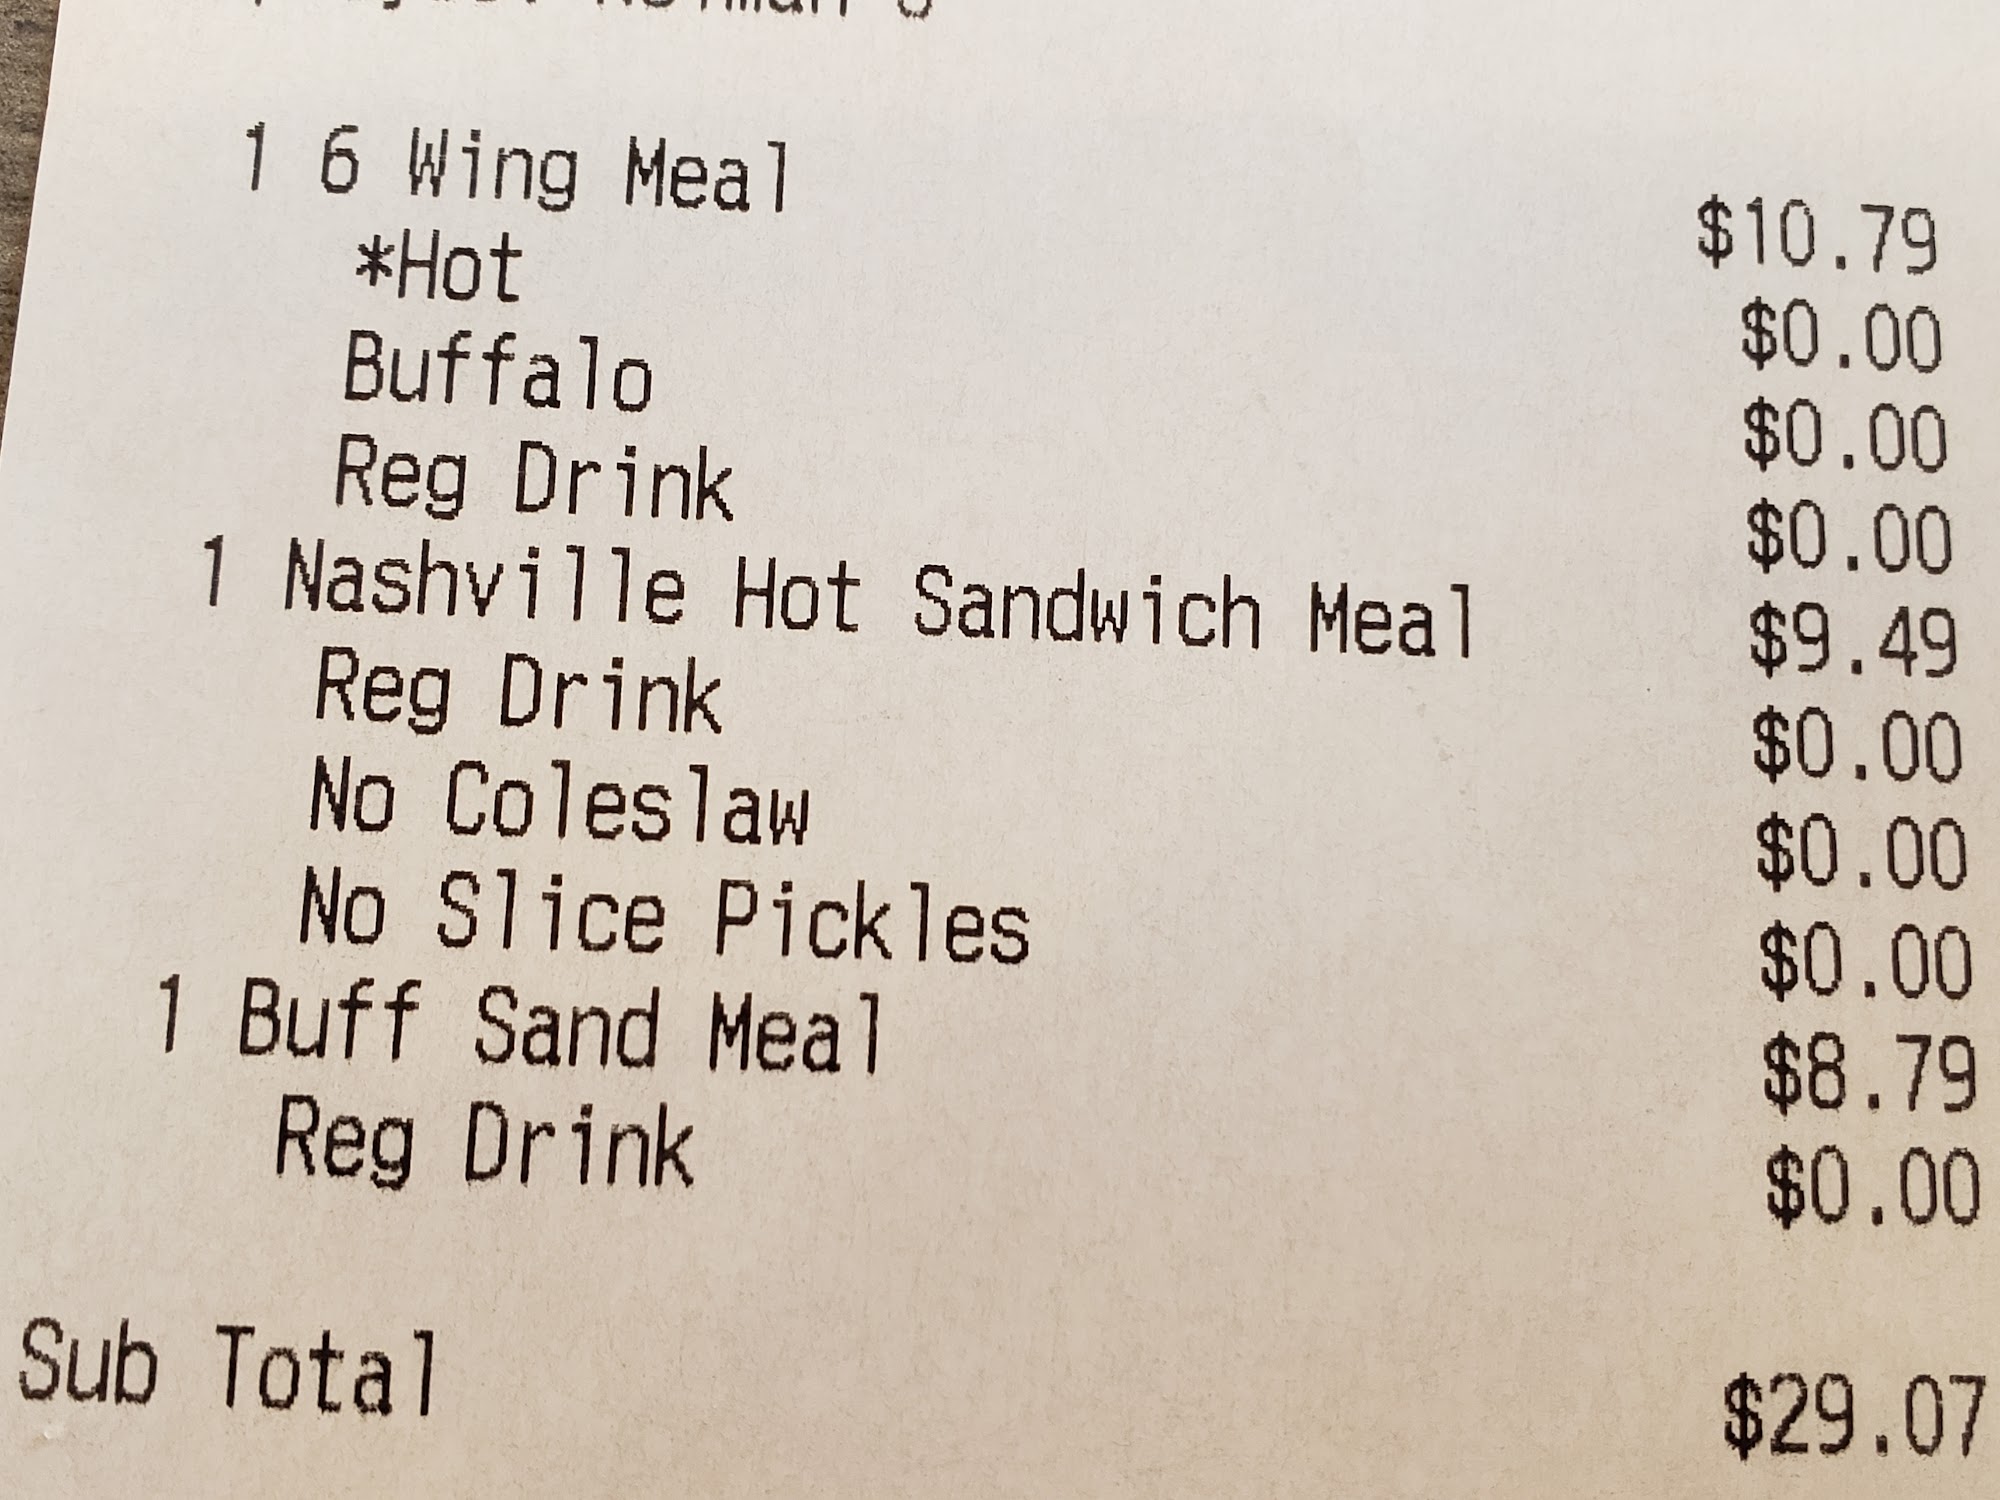 1 6 Wing Meal $10.79
*Hot $0.00
Buffalo $0.00
Reg Drink $0.00
1 Nashville Hot Sandwich Meal $9.49
Reg Drink $0.00
No Coleslaw $0.00
No Slice Pickles $0.00
1 Buff Sand Meal $8.79
Reg Drink $0.00
Sub Total $29.07